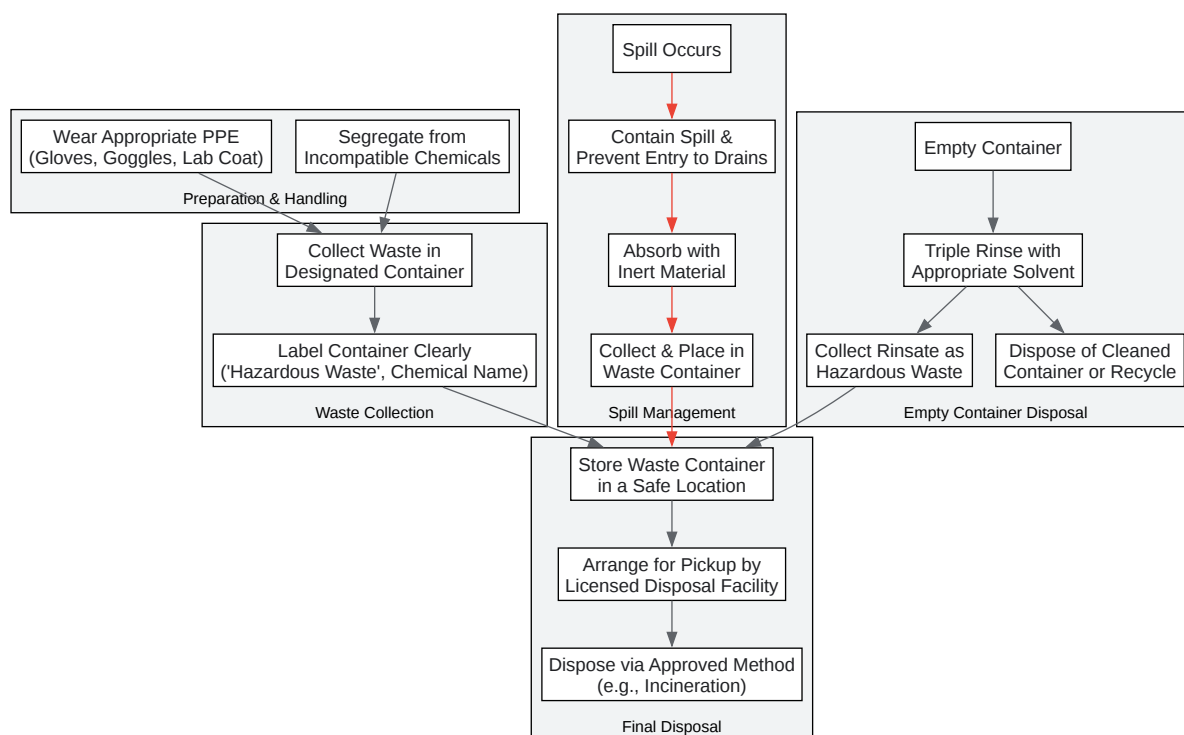 Spill Occurs
Wear Appropriate PPE
(Gloves, Goggles, Lab Coat)
Segregate from
Incompatible Chemicals
Preparation & Handling
Contain Spill &
Prevent Entry to Drains
Empty Container
Collect Waste in
Designated Container
Absorb with
Inert Material
Triple Rinse with
Appropriate Solvent
Label Container Clearly
('Hazardous Waste', Chemical Name)
Waste Collection
Collect & Place in
Waste Container
Spill Management
Collect Rinsate as
Hazardous Waste
Dispose of Cleaned
Container or Recycle
Empty Container Disposal
Store Waste Container
in a Safe Location
Arrange for Pickup by
Licensed Disposal Facility
Dispose via Approved Method
(e.g., Incineration)
Final Disposal